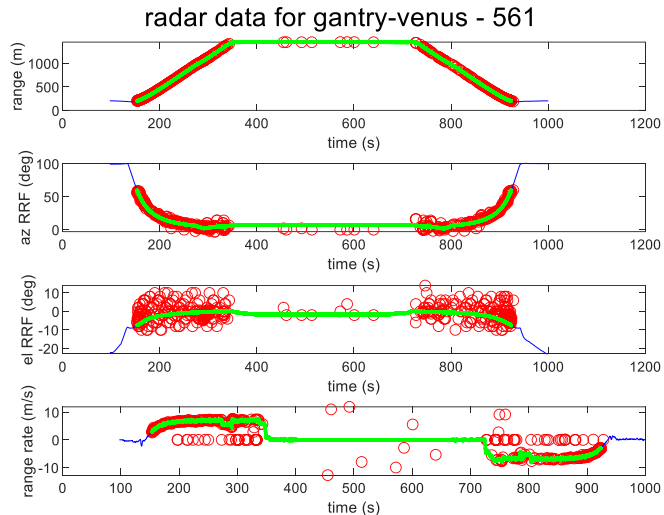 radar data for gantry-venus - 561
range (m)
1000
500
0
0 200 400 600 800 1000 1200
time (s)
az RRF (deg)
100
50
0
0 200 400 600 800 1000 1200
time (s)
el RRF (deg)
10
0
-10
-20
0 200 400 600 800 1000 1200
time (s)
range rate (m/s)
10
0
-10
0 100 200 300 400 500 600 700 800 900 1000
time (s)